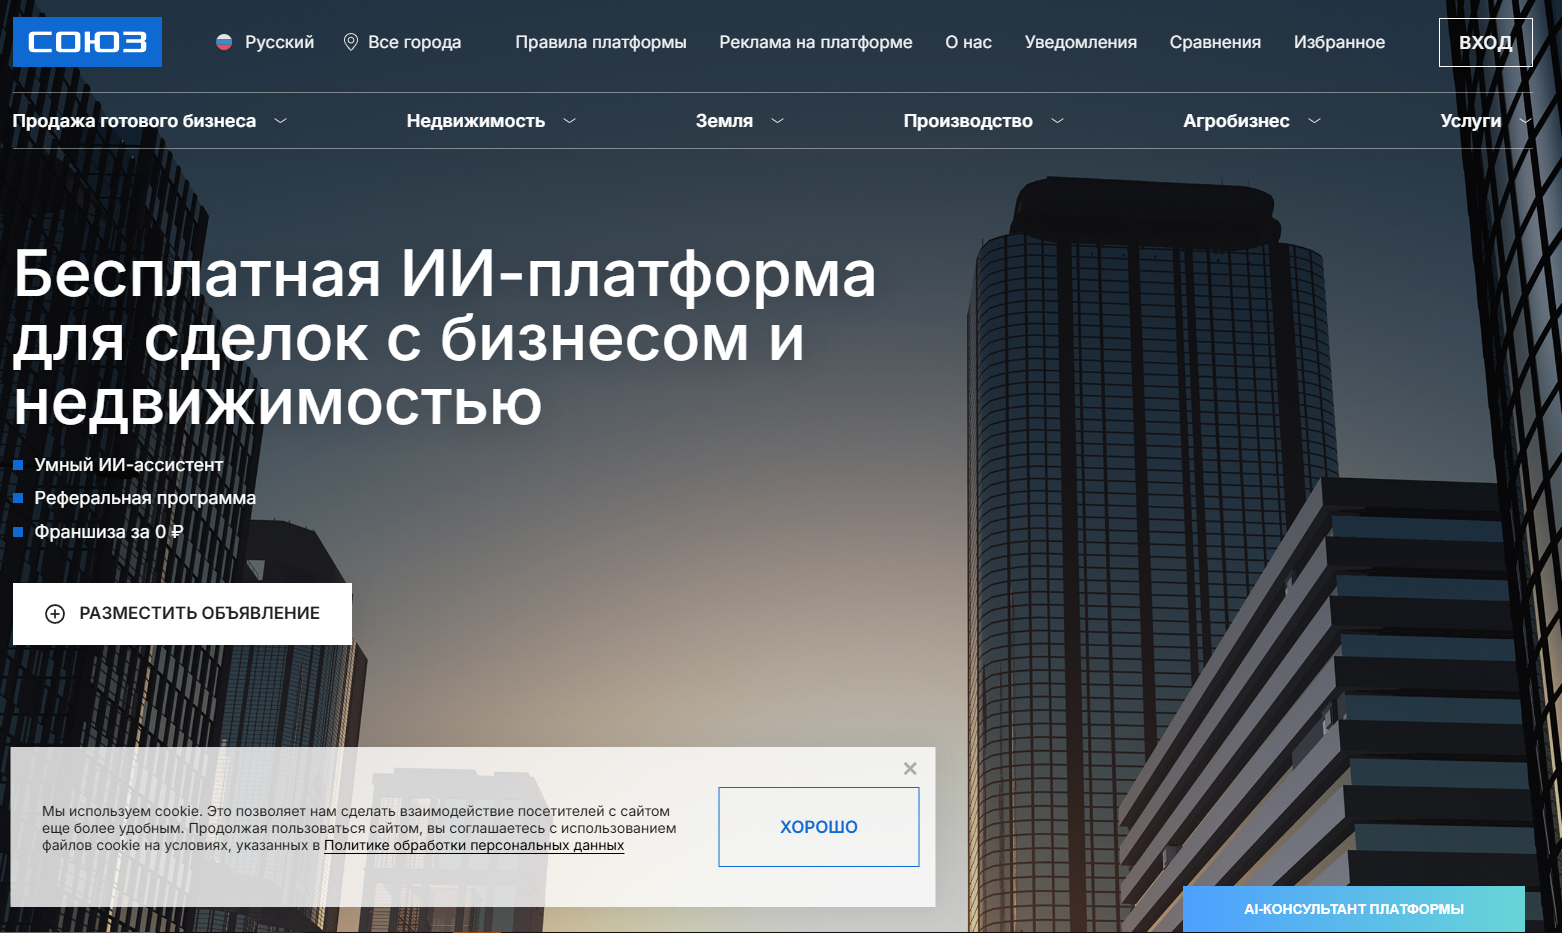 СОЮЗ
Русский
Все города
Правила платформы
Реклама на платформе
О нас
Уведомления
Сравнения
Избранное
ВХОД
Продажа готового бизнеса
Недвижимость
Земля
Производство
Агробизнес
Услуги
Бесплатная ИИ-платформа
для сделок с бизнесом и
недвижимостью
Умный ИИ-ассистент
Реферальная программа
Франшиза за 0 ₽
РАЗМЕСТИТЬ ОБЪЯВЛЕНИЕ
Мы используем cookie. Это позволяет нам сделать взаимодействие посетителей с сайтом
еще более удобным. Продолжая пользоваться сайтом, вы соглашаетесь с использованием
файлов cookie на условиях, указанных в Политике обработки персональных данных
ХОРОШО
AI-КОНСУЛЬТАНТ ПЛАТФОРМЫ